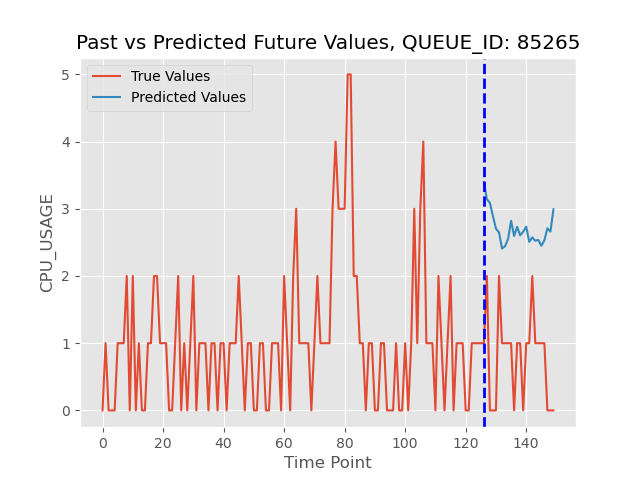 Past vs Predicted Future Values, QUEUE_ID: 85265
True Values
Predicted Values
CPU_USAGE
5
4
3
2
1
0
0 20 40 60 80 100 120 140
Time Point